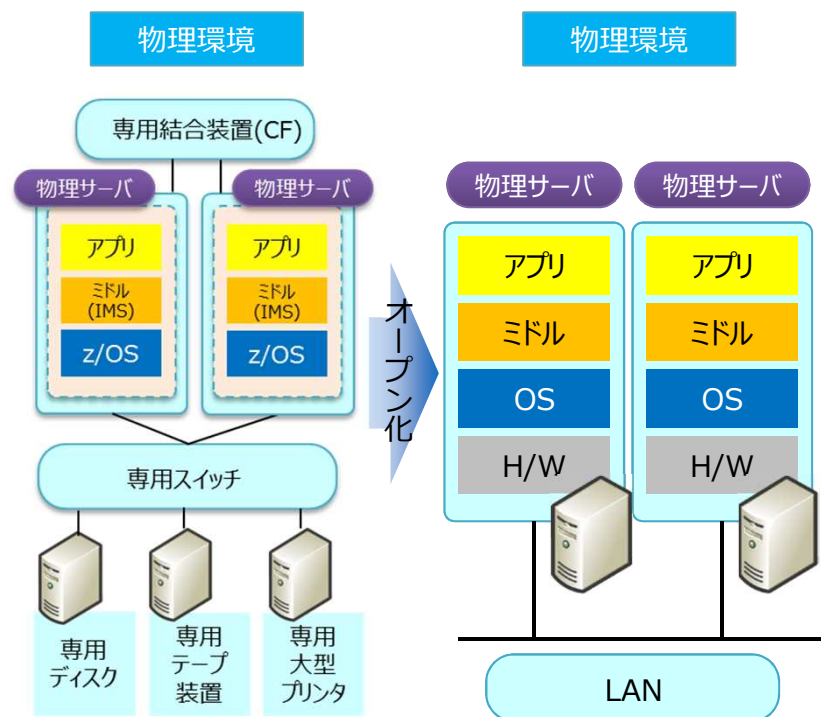 物理環境
専用結合装置(CF)
物理サーバ
アプリ
ミドル
(IMS)
z/OS
物理サーバ
アプリ
ミドル
(IMS)
z/OS
専用スイッチ
専用
ディスク
専用
テープ
装置
専用
大型
プリンタ
オープン化
物理環境
物理サーバ
アプリ
ミドル
OS
H/W
物理サーバ
アプリ
ミドル
OS
H/W
LAN